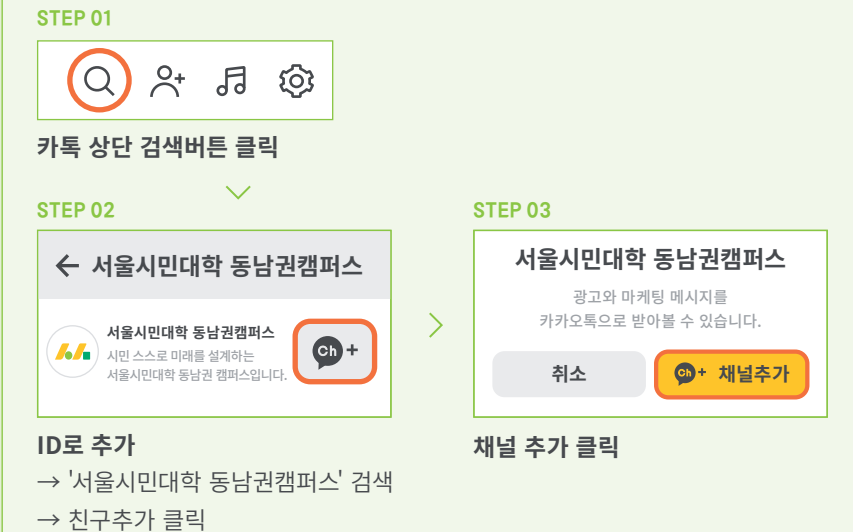 STEP 01
카톡 상단 검색버튼 클릭
STEP 02
← 서울시민대학 동남권캠퍼스
서울시민대학 동남권캠퍼스
시민 스스로 미래를 설계하는
서울시민대학 동남권 캠퍼스입니다.
Ch +
ID로 추가
→ '서울시민대학 동남권캠퍼스' 검색
→ 친구추가 클릭
STEP 03
서울시민대학 동남권캠퍼스
광고와 마케팅 메시지를
카카오톡으로 받아볼 수 있습니다.
취소
Ch + 채널추가
채널 추가 클릭